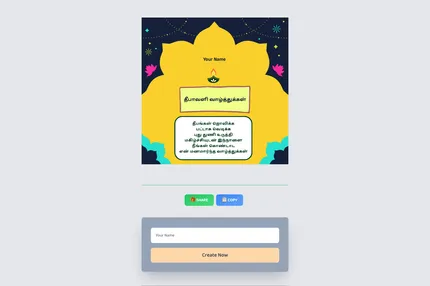 Your Name
தீபாவளி வாழ்த்துக்கள்
தீபங்கள் தொலிக்க
பட்டாசு வெடிக்க
புது துணி உடுத்தி
மகிழ்ச்சியுடன் இந்நாளை
நீங்கள் கொண்டாட
என் மனமார்ந்த வாழ்த்துக்கள்
SHARE
COPY
Your Name
Create Now